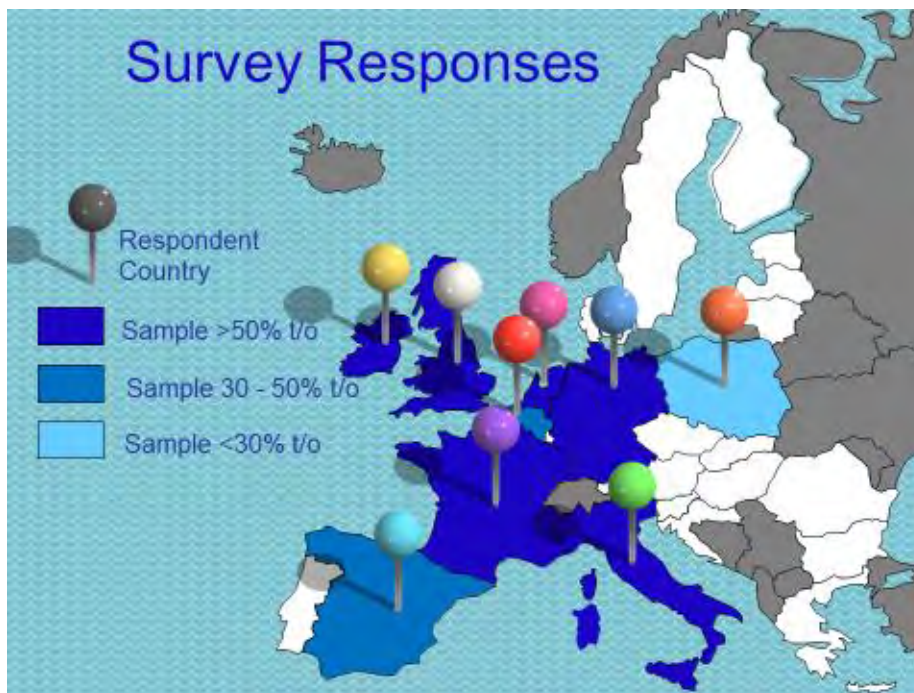 Survey Responses
Respondent
Country
Sample >50% t/o
Sample 30 - 50% t/o
Sample <30% t/o